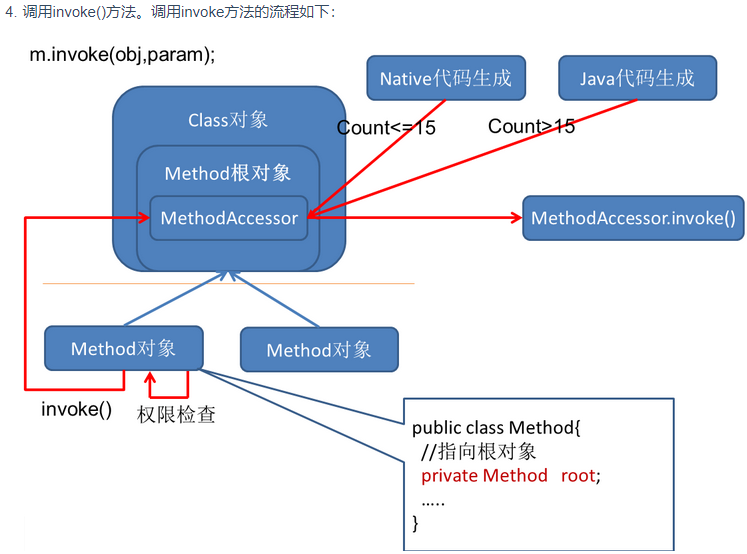 4. 调用invoke()方法。调用invoke方法的流程如下：
m.invoke(obj,param);
Native代码生成
Java代码生成
Class对象
Count<=15
Count>15
Method根对象
MethodAccessor
MethodAccessor.invoke()
Method对象
Method对象
invoke()
权限检查
public class Method{
//指向根对象
private Method root;
.....
}